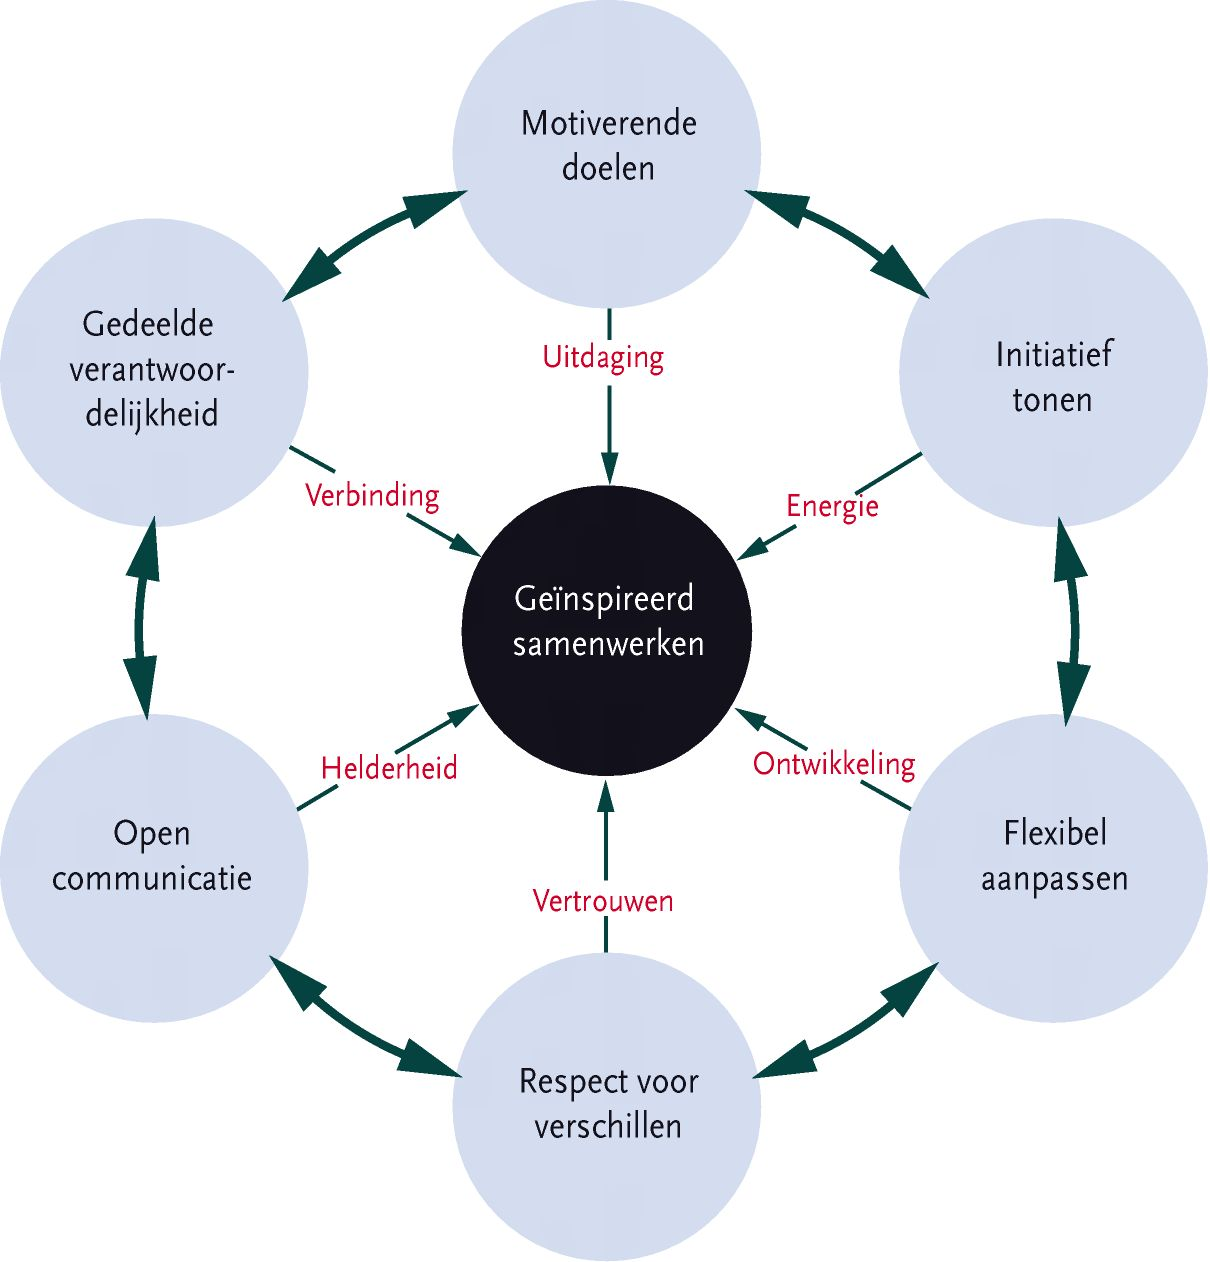 Motiverende
doelen
Gedeelde
verantwoor-
delijkheid
Uitdaging
Initiatief
tonen
Verbinding
Energie
Geïnspireerd
samenwerken
Helderheid
Ontwikkeling
Open
communicatie
Flexibel
aanpassen
Vertrouwen
Respect voor
verschillen